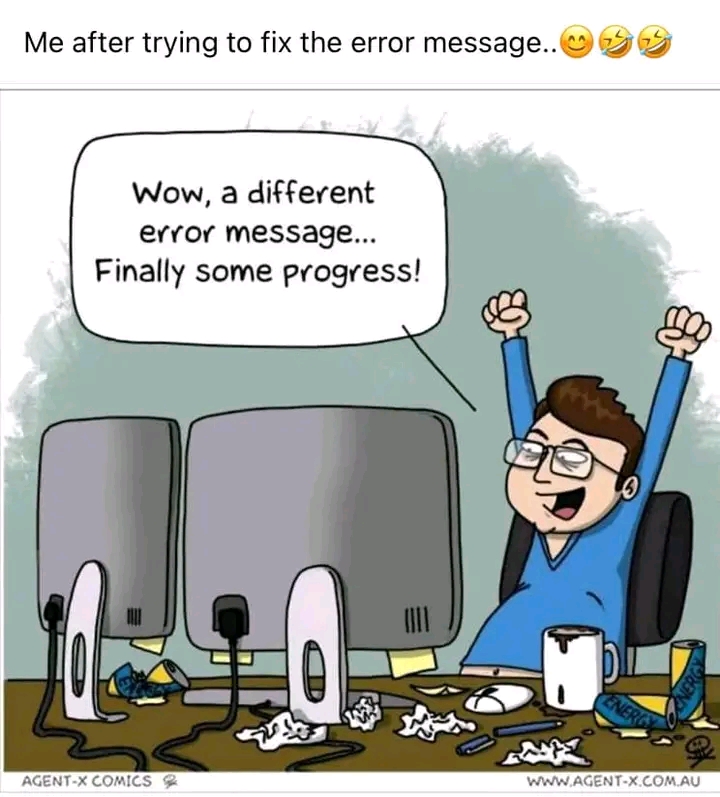 Me after trying to fix the error message..😊🤣🤣
Wow, a different
error message...
Finally some progress!
ENERGY
ENERGY
AGENT-X COMICS
WWW.AGENT-X.COM.AU